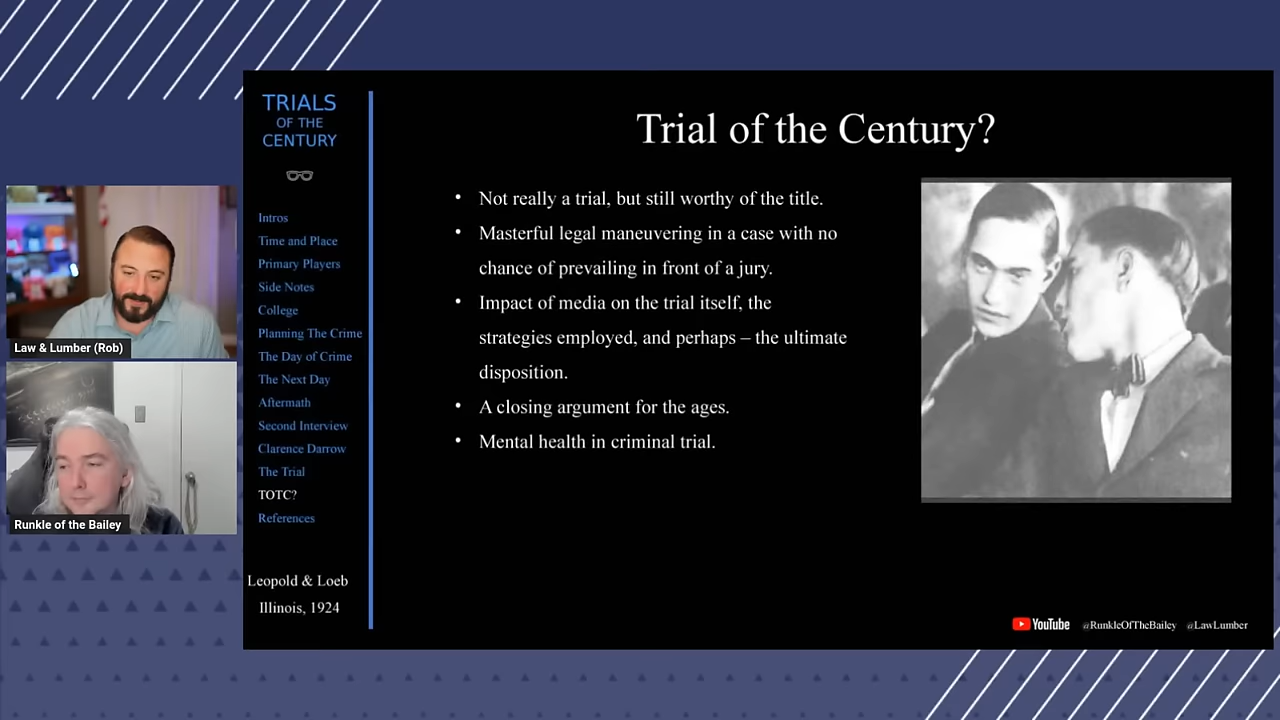 TRIALS
OF THE
CENTURY
Intros
Time and Place
Primary Players
Side Notes
College
Planning The Crime
The Day of Crime
The Next Day
Aftermath
Second Interview
Clarence Darrow
The Trial
TOTC?
References
Leopold & Loeb
Illinois, 1924
Trial of the Century?
• Not really a trial, but still worthy of the title.
• Masterful legal maneuvering in a case with no
chance of prevailing in front of a jury.
• Impact of media on the trial itself, the
strategies employed, and perhaps – the ultimate
disposition.
• A closing argument for the ages.
• Mental health in criminal trial.
Law & Lumber (Rob)
Runkle of the Bailey
YouTube @RunkleOfTheBailey @LawLumber